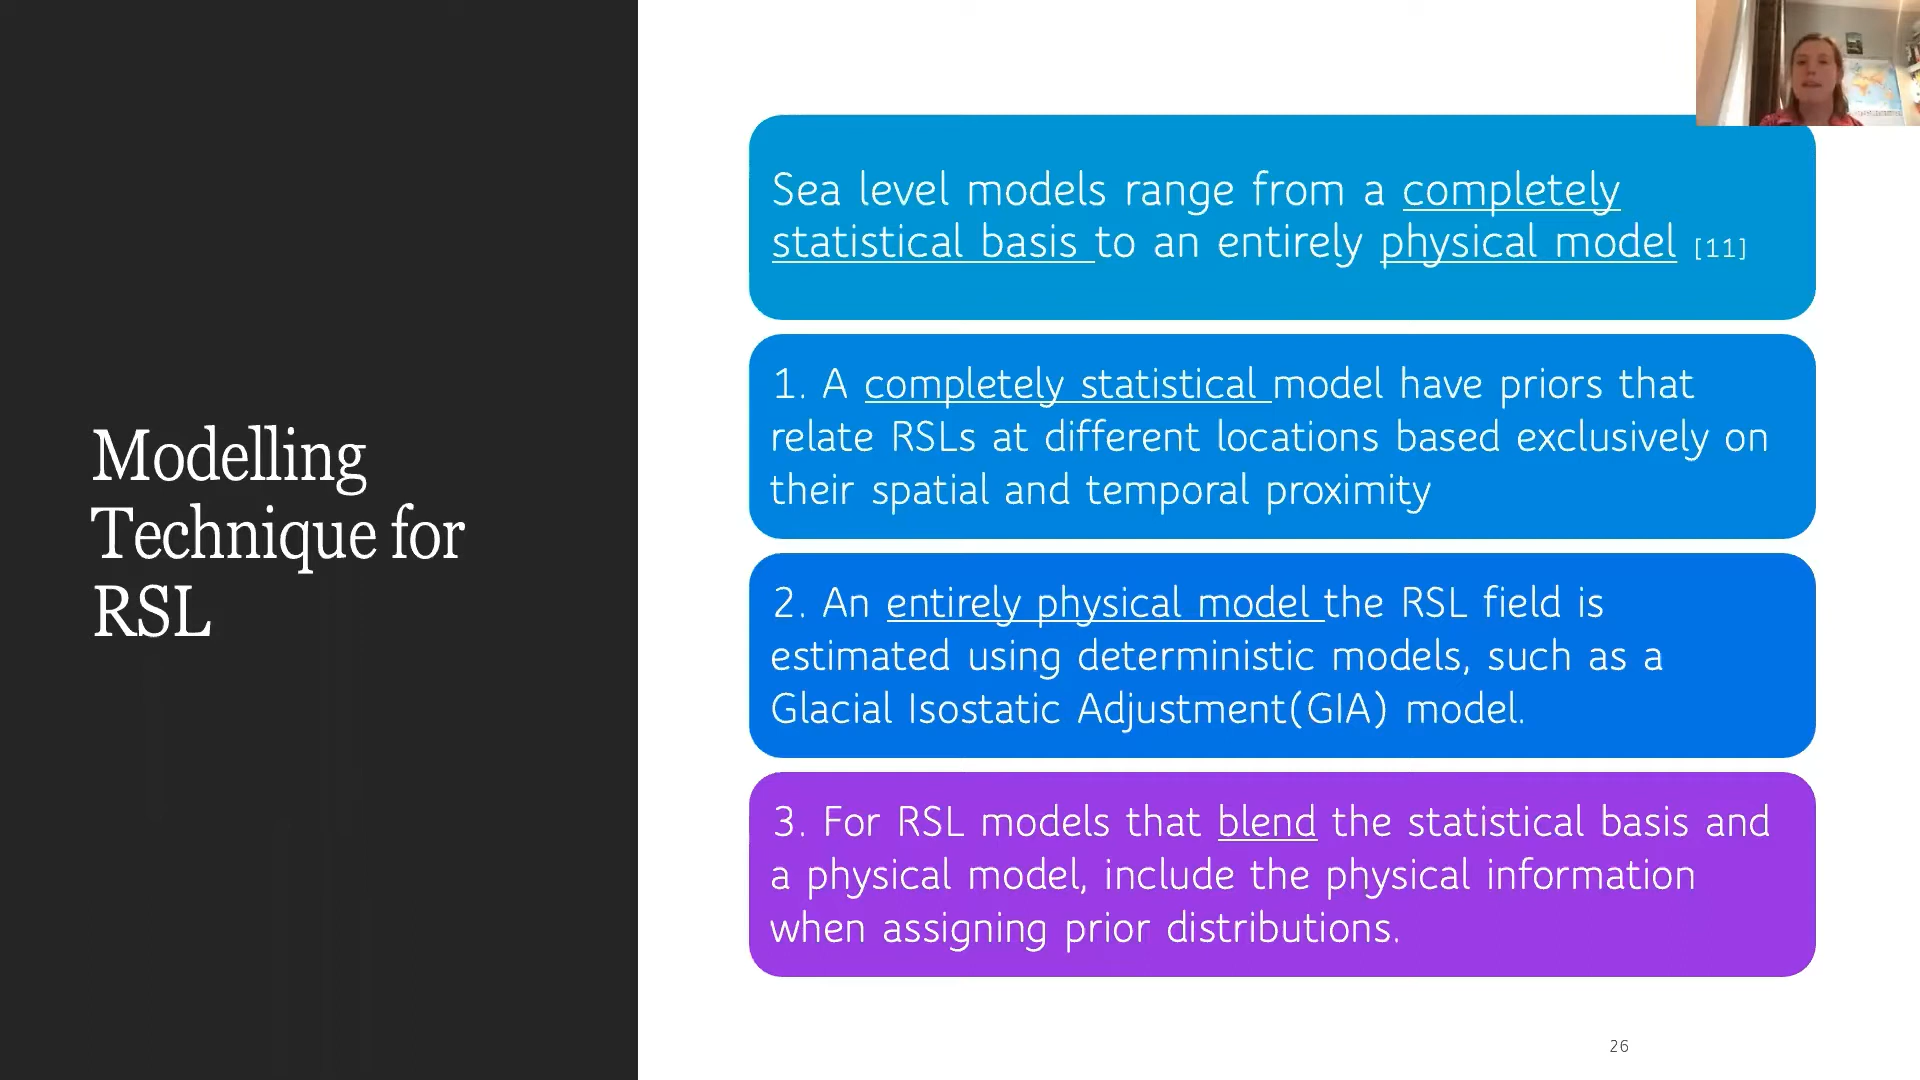 Modelling
Technique for
RSL
Sea level models range from a completely
statistical basis to an entirely physical model [11]
1. A completely statistical model have priors that
relate RSLs at different locations based exclusively on
their spatial and temporal proximity
2. An entirely physical model the RSL field is
estimated using deterministic models, such as a
Glacial Isostatic Adjustment(GIA) model.
3. For RSL models that blend the statistical basis and
a physical model, include the physical information
when assigning prior distributions.
26